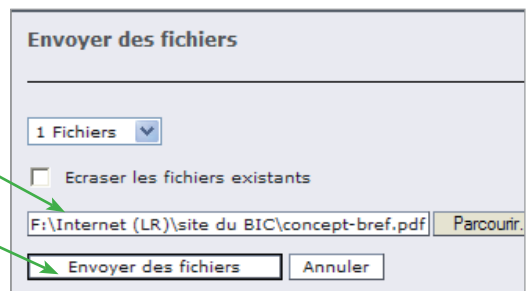 Envoyer des fichiers
1 Fichiers
Ecraser les fichiers existants
F:\Internet (LR)\site du BIC\concept-bref.pdf Parcourir.
Envoyer des fichiers Annuler